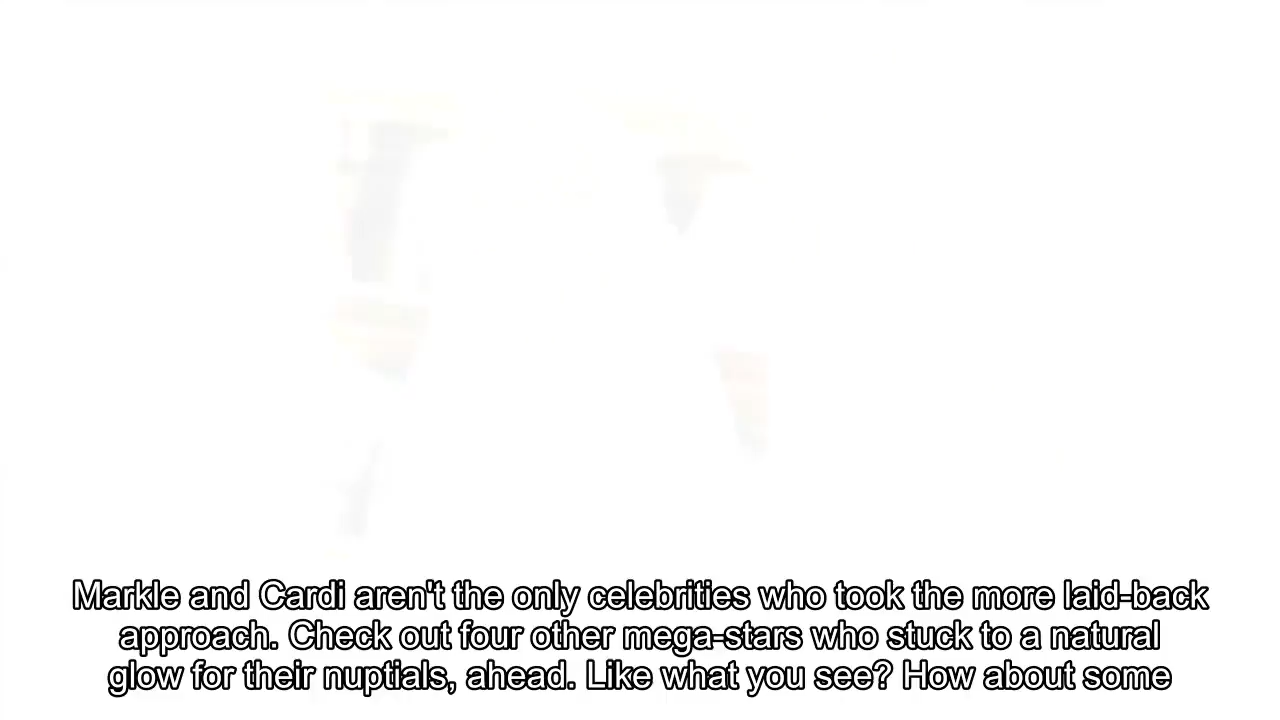 Markle and Cardi aren't the only celebrities who took the more laid-back
approach. Check out four other mega-stars who stuck to a natural
glow for their nuptials, ahead. Like what you see? How about some